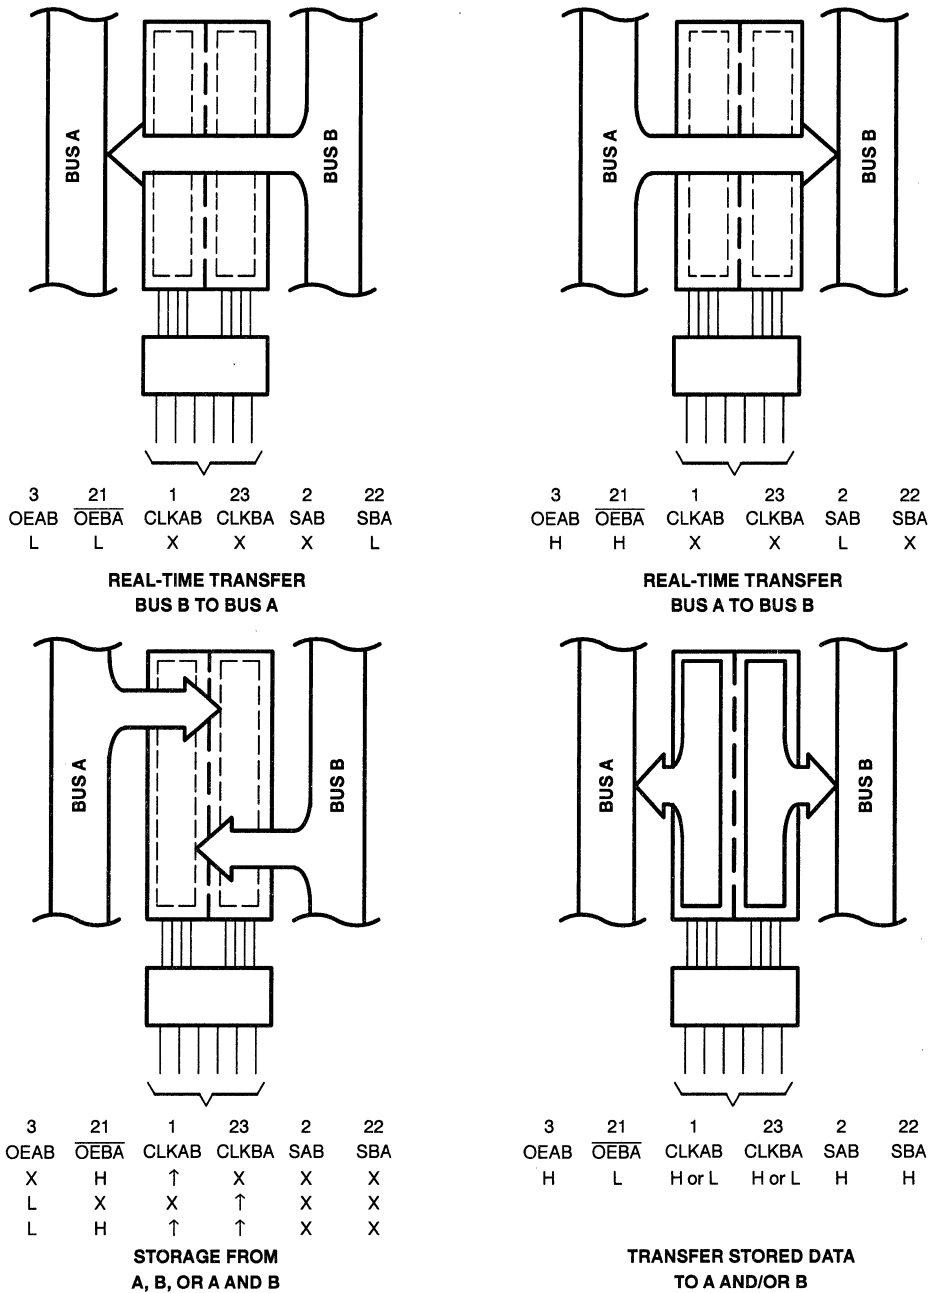 BUS A
BUS B
3 21 1 23 2 22
OEAB OEBA CLKAB CLKBA SAB SBA
L L X X X L
REAL-TIME TRANSFER
BUS B TO BUS A
BUS A
BUS B
3 21 1 23 2 22
OEAB OEBA CLKAB CLKBA SAB SBA
H H X X L X
REAL-TIME TRANSFER
BUS A TO BUS B
BUS A
BUS B
3 21 1 23 2 22
OEAB OEBA CLKAB CLKBA SAB SBA
X H ↑ X X X
L X X ↑ X X
L H ↑ ↑ X X
STORAGE FROM
A, B, OR A AND B
BUS A
BUS B
3 21 1 23 2 22
OEAB OEBA CLKAB CLKBA SAB SBA
H L H or L H or L H H
TRANSFER STORED DATA
TO A AND/OR B